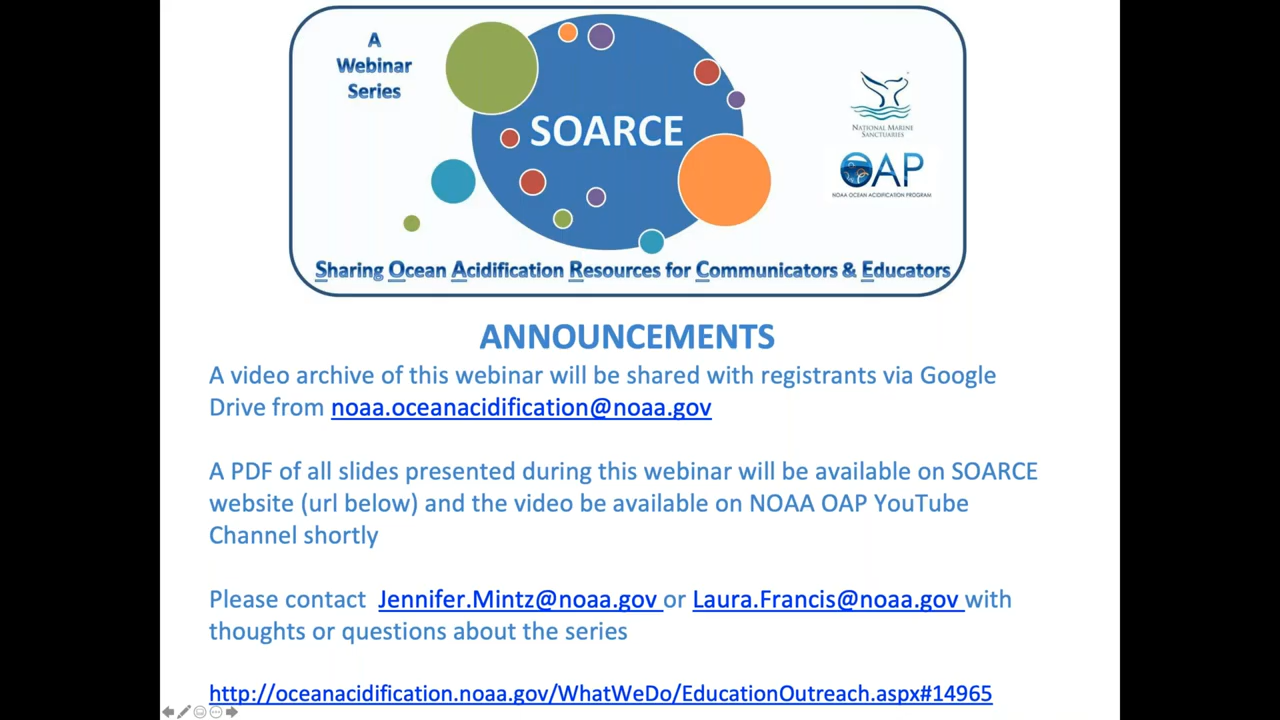 A
Webinar
Series
SOARCE
NATIONAL MARINE
SANCTUARIES
OAP
NOAA OCEAN ACIDIFICATION PROGRAM
Sharing Ocean Acidification Resources for Communicators & Educators
ANNOUNCEMENTS
A video archive of this webinar will be shared with registrants via Google
Drive from noaa.oceanacidification@noaa.gov
A PDF of all slides presented during this webinar will be available on SOARCE
website (url below) and the video be available on NOAA OAP YouTube
Channel shortly
Please contact Jennifer.Mintz@noaa.gov or Laura.Francis@noaa.gov with
thoughts or questions about the series
http://oceanacidification.noaa.gov/WhatWeDo/EducationOutreach.aspx#14965